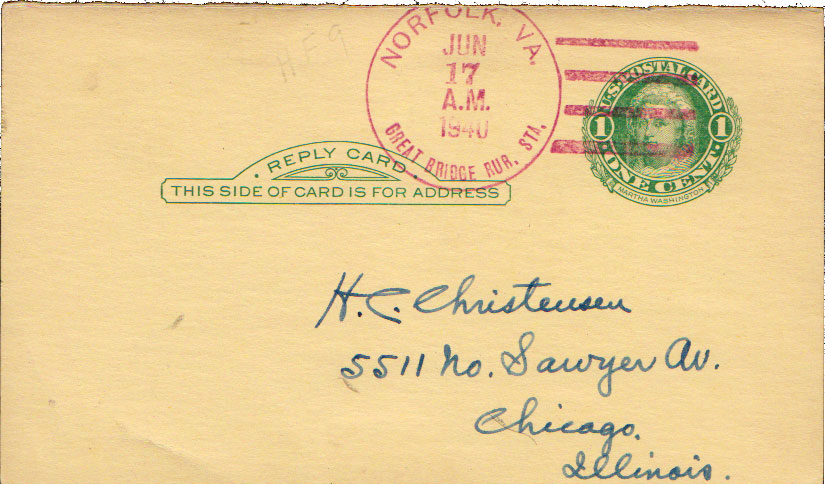 H.F.9
NORFOLK, VA.
JUN
17
A.M.
1940
GREAT BRIDGE RUR. STA.
U.S. POSTAL CARD
1 1
ONE CENT
MARTHA WASHINGTON
· REPLY CARD ·
THIS SIDE OF CARD IS FOR ADDRESS
H. C. Christensen
5511 No. Sawyer Av.
Chicago.
Illinois.